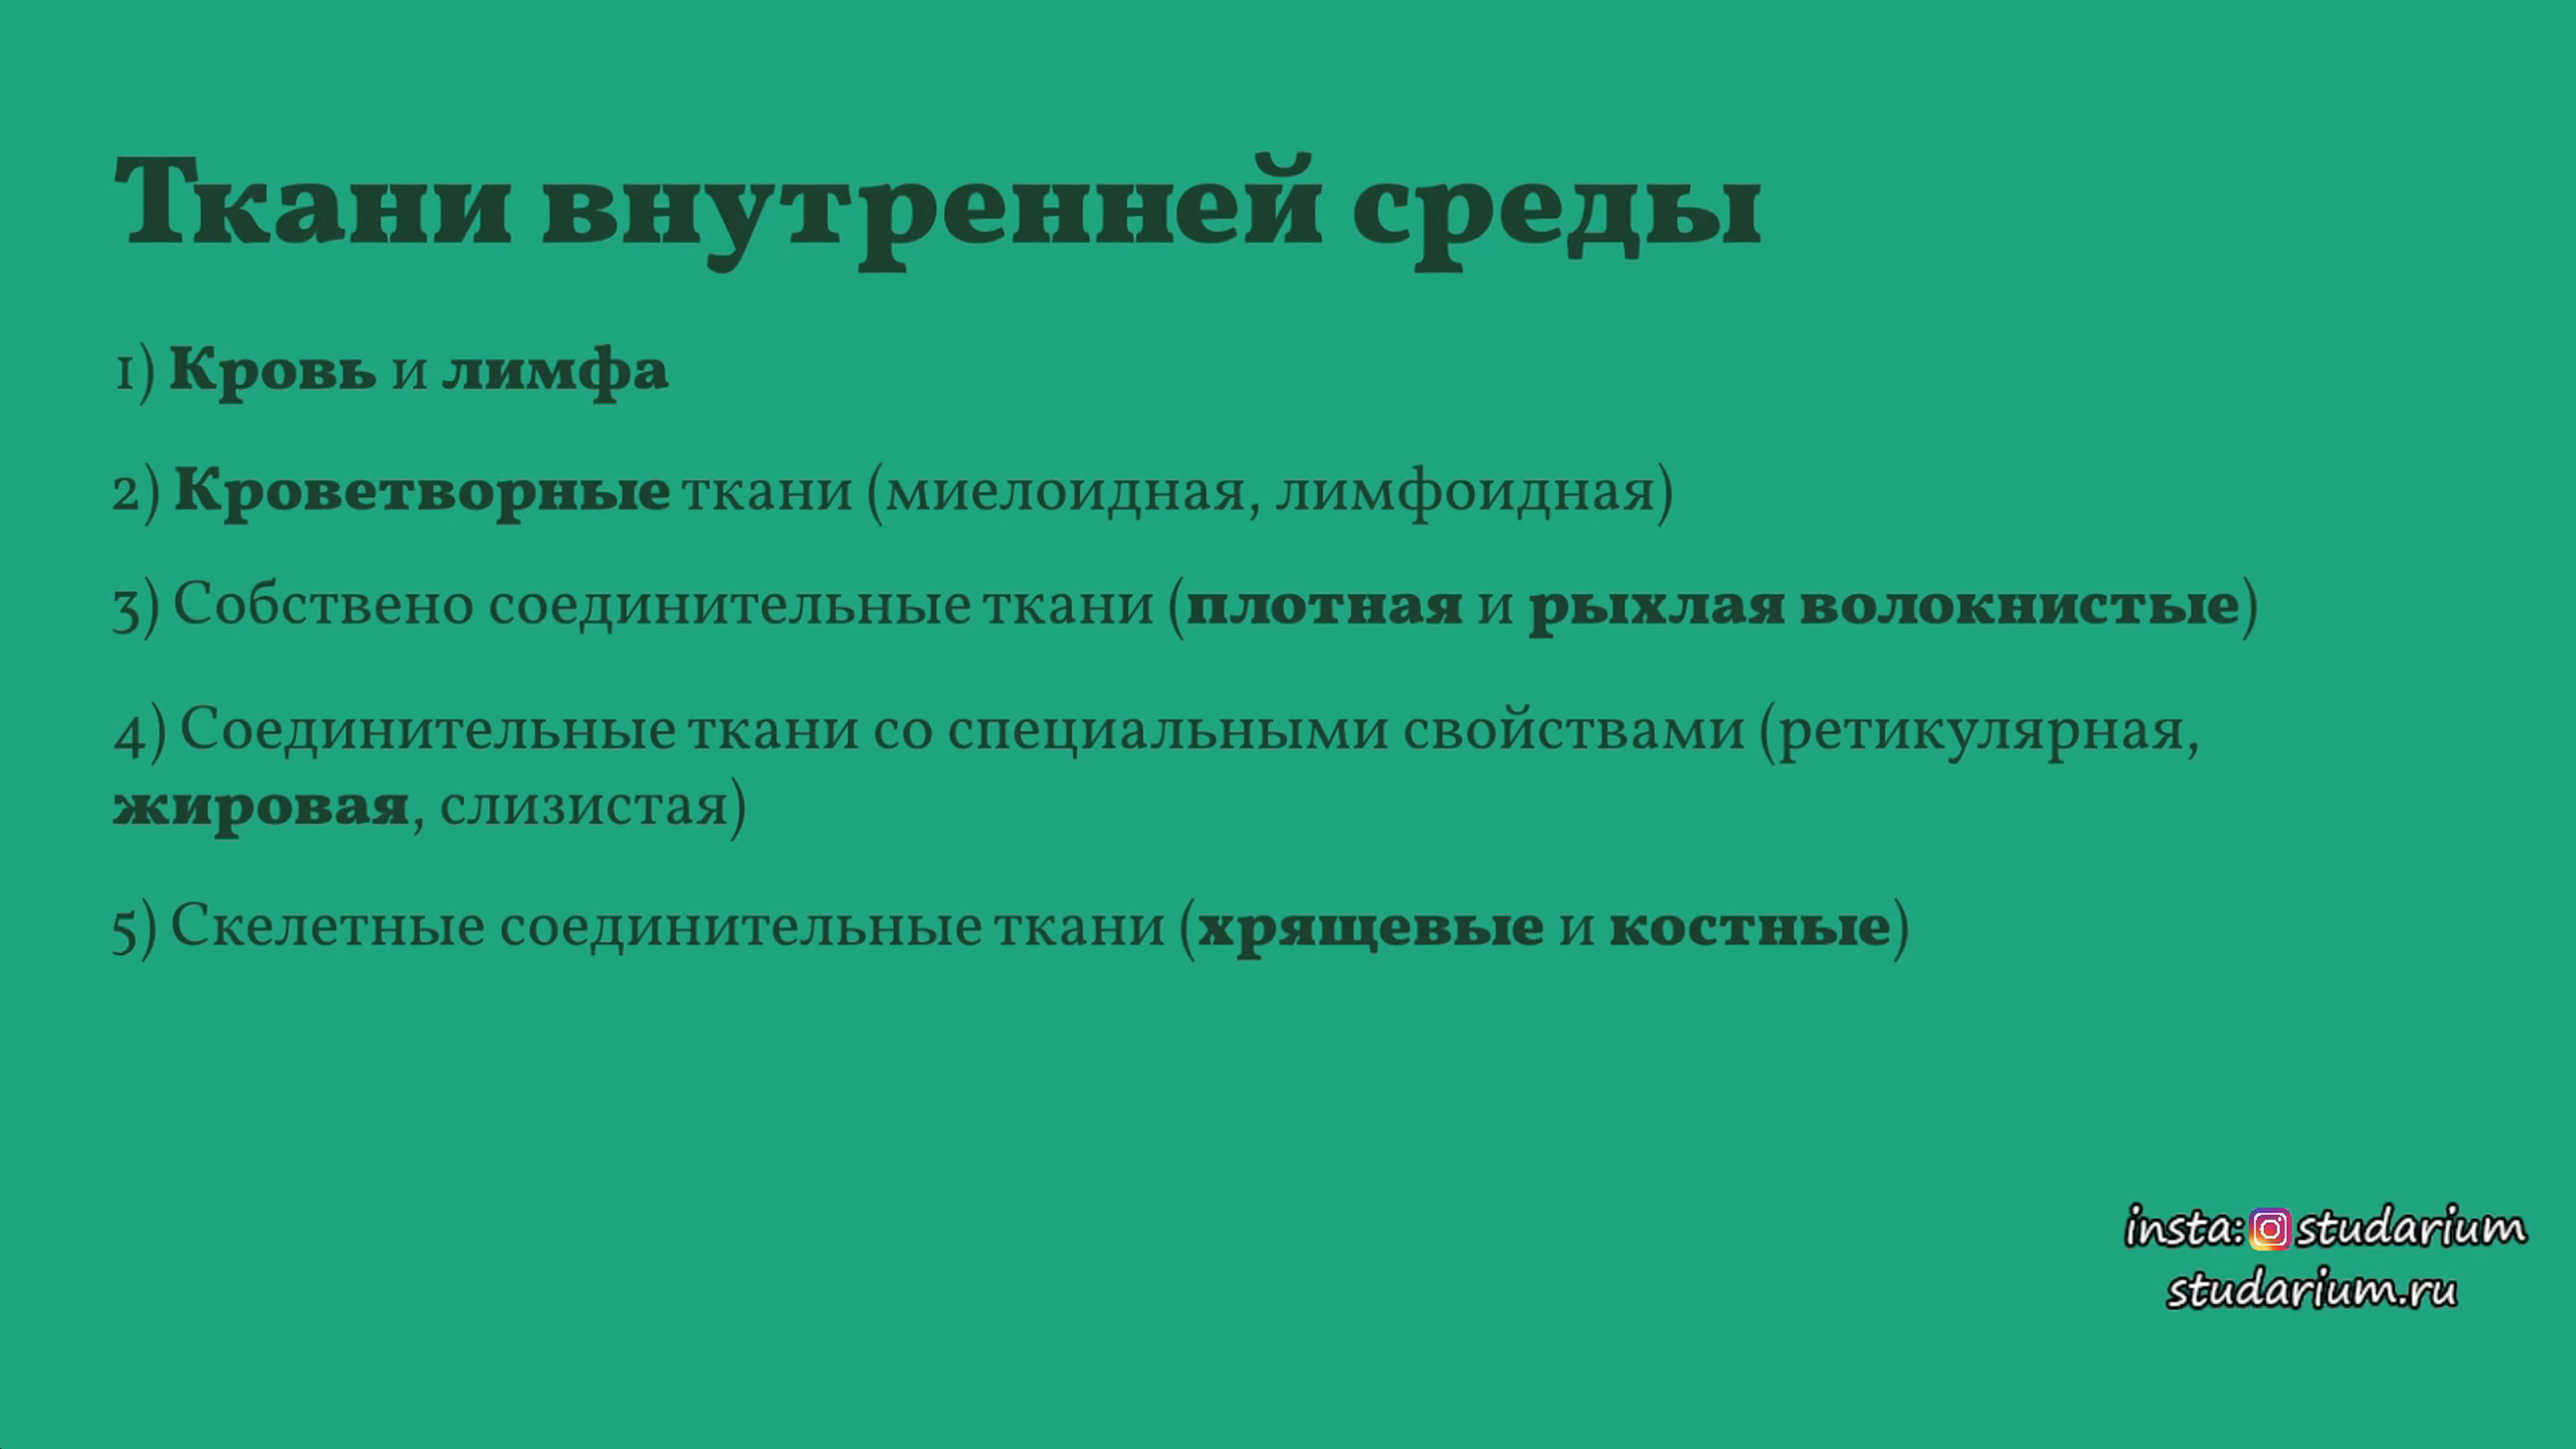 Ткани внутренней среды
1) Кровь и лимфа
2) Кроветворные ткани (миелоидная, лимфоидная)
3) Собствено соединительные ткани (плотная и рыхлая волокнистые)
4) Соединительные ткани со специальными свойствами (ретикулярная,
жировая, слизистая)
5) Скелетные соединительные ткани (хрящевые и костные)
insta: studarium
studarium.ru